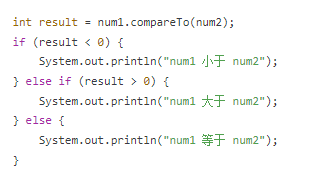 int result = num1.compareTo(num2);
if (result < 0) {
    System.out.println("num1 小于 num2");
} else if (result > 0) {
    System.out.println("num1 大于 num2");
} else {
    System.out.println("num1 等于 num2");
}